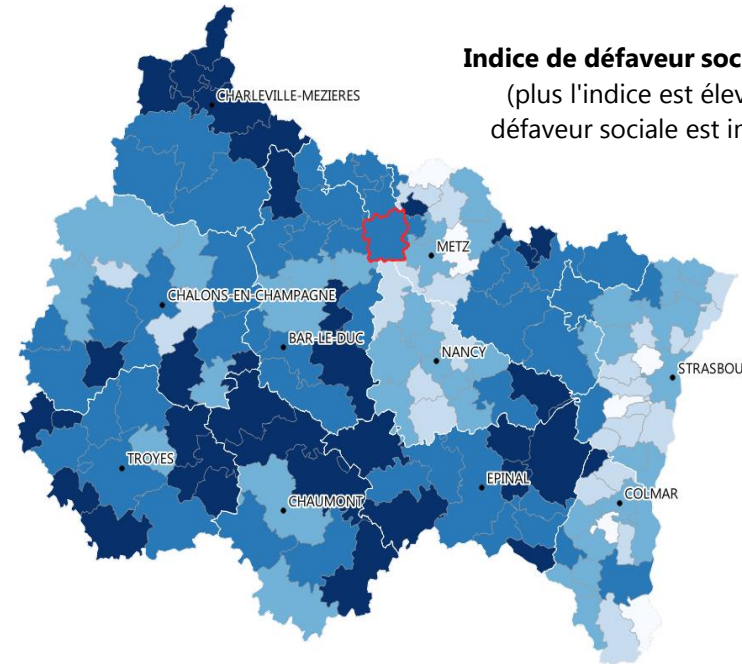 Indice de défaveur soc
(plus l'indice est élev
défaveur sociale est in
CHARLEVILLE-MEZIERES
METZ
CHALONS-EN-CHAMPAGNE
BAR-LE-DUC
NANCY
STRASBOU
TROYES
EPINAL
CHAUMONT
COLMAR